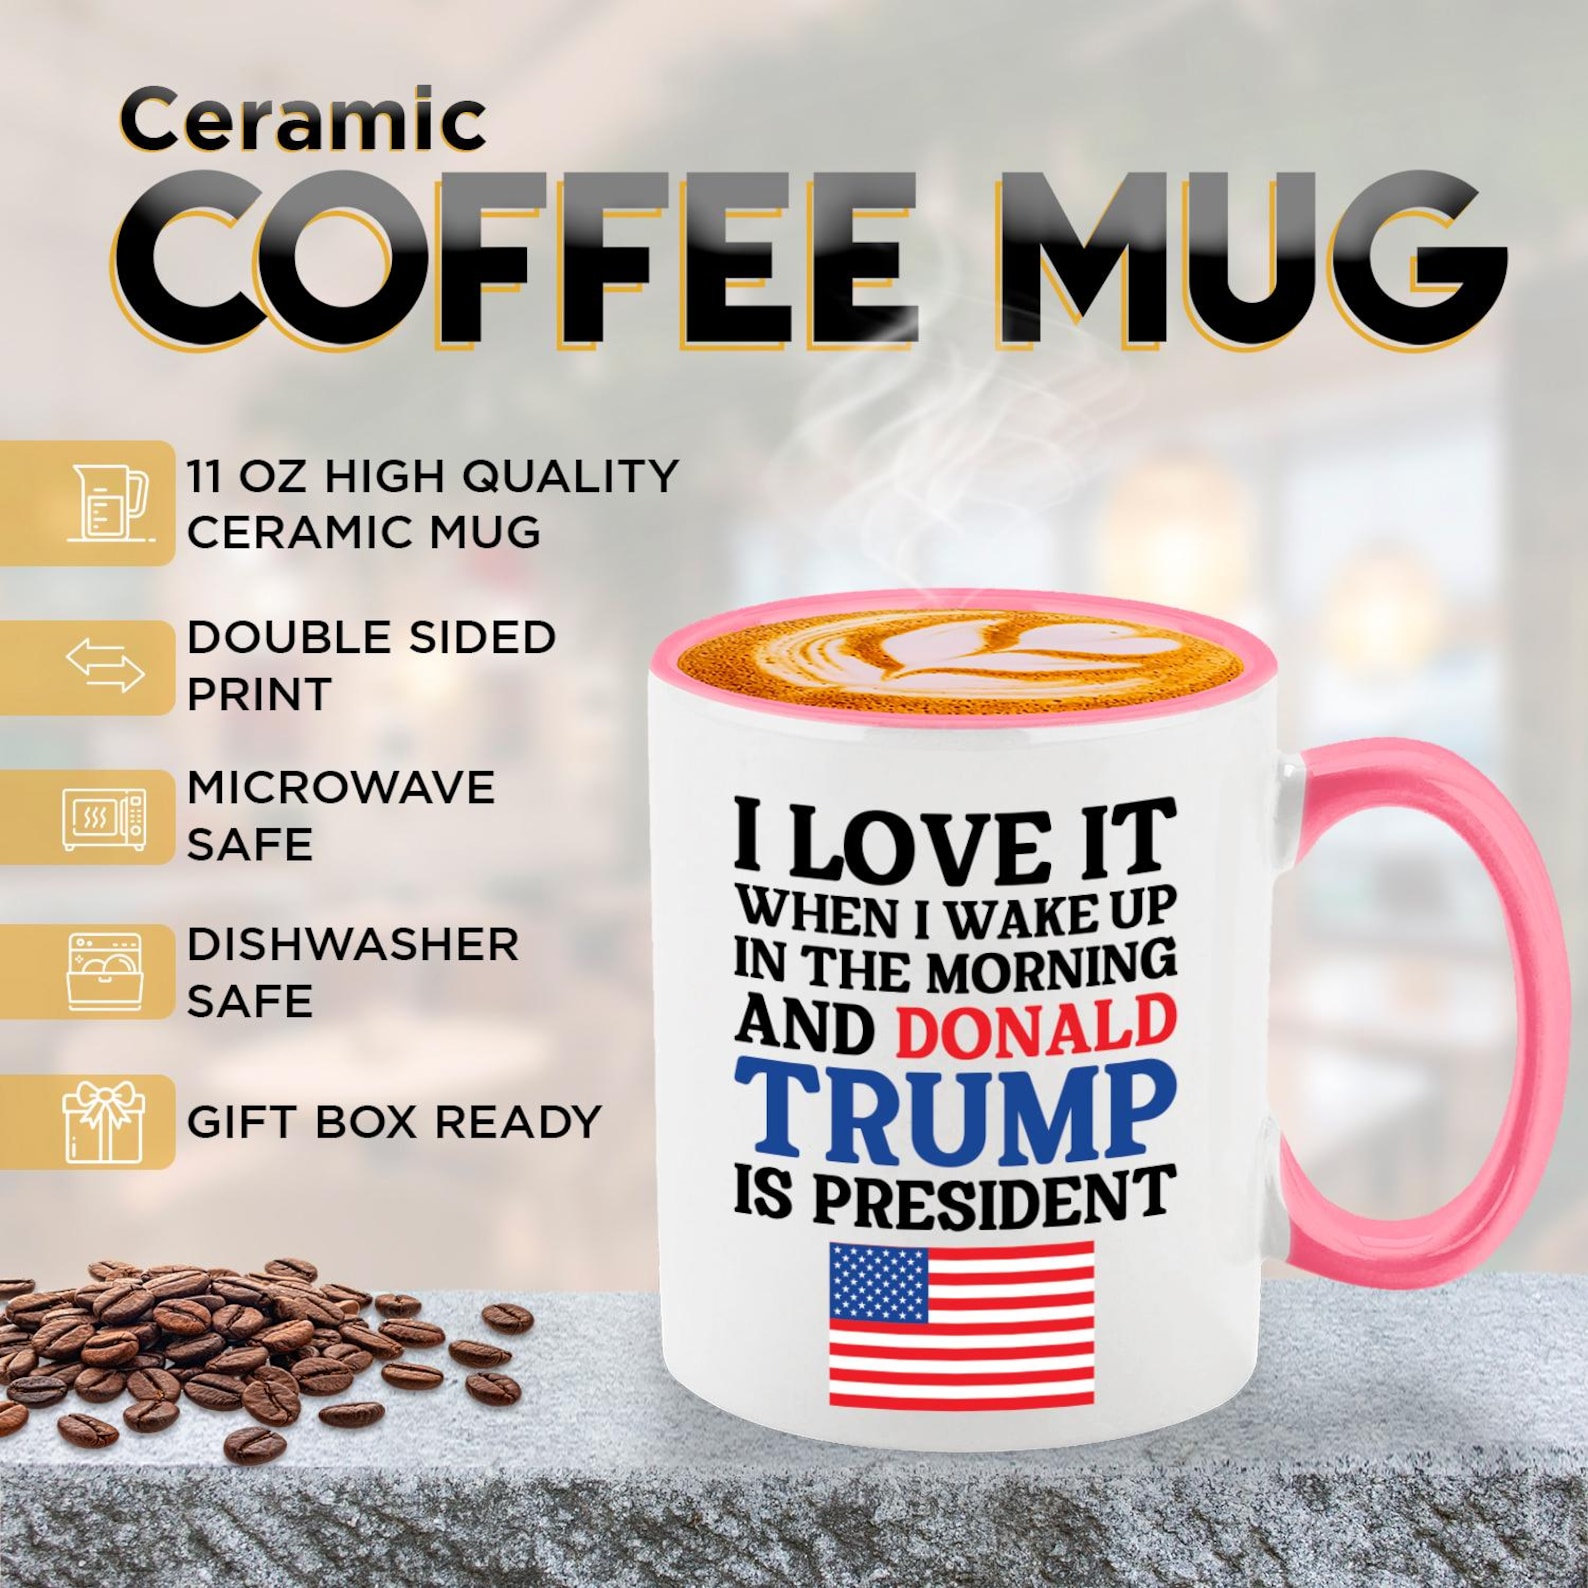 Ceramic
COFFEE MUG
11 OZ HIGH QUALITY
CERAMIC MUG
DOUBLE SIDED
PRINT
MICROWAVE
SAFE
DISHWASHER
SAFE
GIFT BOX READY
I LOVE IT
WHEN I WAKE UP
IN THE MORNING
AND DONALD
TRUMP
IS PRESIDENT